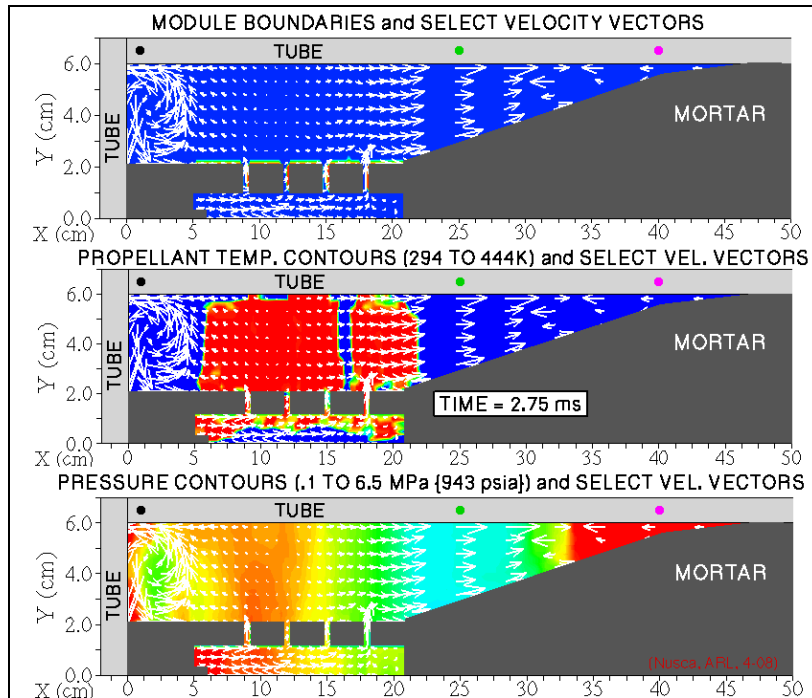 MODULE BOUNDARIES and SELECT VELOCITY VECTORS
TUBE
6.0
4.0
2.0
0.0
Y (cm)
TUBE
MORTAR
X (cm) 0 5 10 15 20 25 30 35 40 45 50
PROPELLANT TEMP. CONTOURS (294 TO 444K) and SELECT VEL. VECTORS
TUBE
6.0
4.0
2.0
0.0
Y (cm)
TUBE
MORTAR
TIME = 2.75 ms
X (cm) 0 5 10 15 20 25 30 35 40 45 50
PRESSURE CONTOURS (.1 TO 6.5 MPa {943 psia}) and SELECT VEL. VECTORS
TUBE
6.0
4.0
2.0
0.0
Y (cm)
TUBE
MORTAR
(Nusca, ARL, 4-08)
X (cm) 0 5 10 15 20 25 30 35 40 45 50